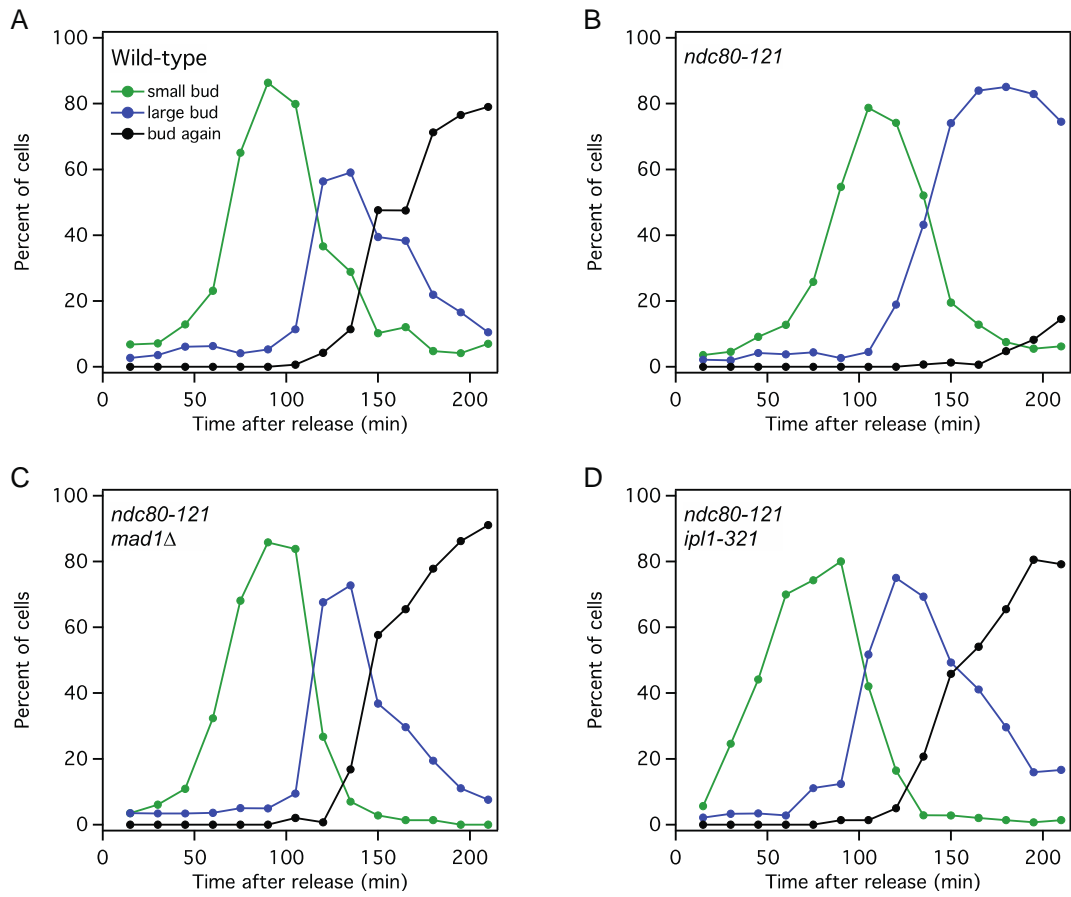 A
Wild-type
small bud
large bud
bud again
100
80
60
40
20
0
Percent of cells
0 50 100 150 200
Time after release (min)
B
ndc80-121
100
80
60
40
20
0
Percent of cells
0 50 100 150 200
Time after release (min)
C
ndc80-121
mad1Δ
100
80
60
40
20
0
Percent of cells
0 50 100 150 200
Time after release (min)
D
ndc80-121
ipl1-321
100
80
60
40
20
0
Percent of cells
0 50 100 150 200
Time after release (min)